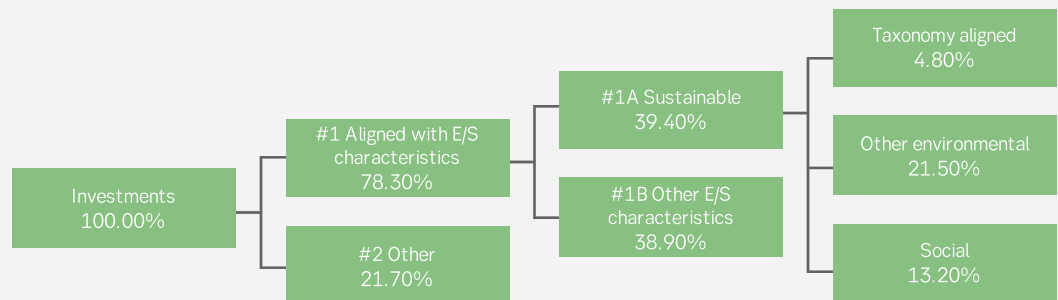 Investments
100.00%
#1 Aligned with E/S
characteristics
78.30%
#2 Other
21.70%
#1A Sustainable
39.40%
#1B Other E/S
characteristics
38.90%
Taxonomy aligned
4.80%
Other environmental
21.50%
Social
13.20%